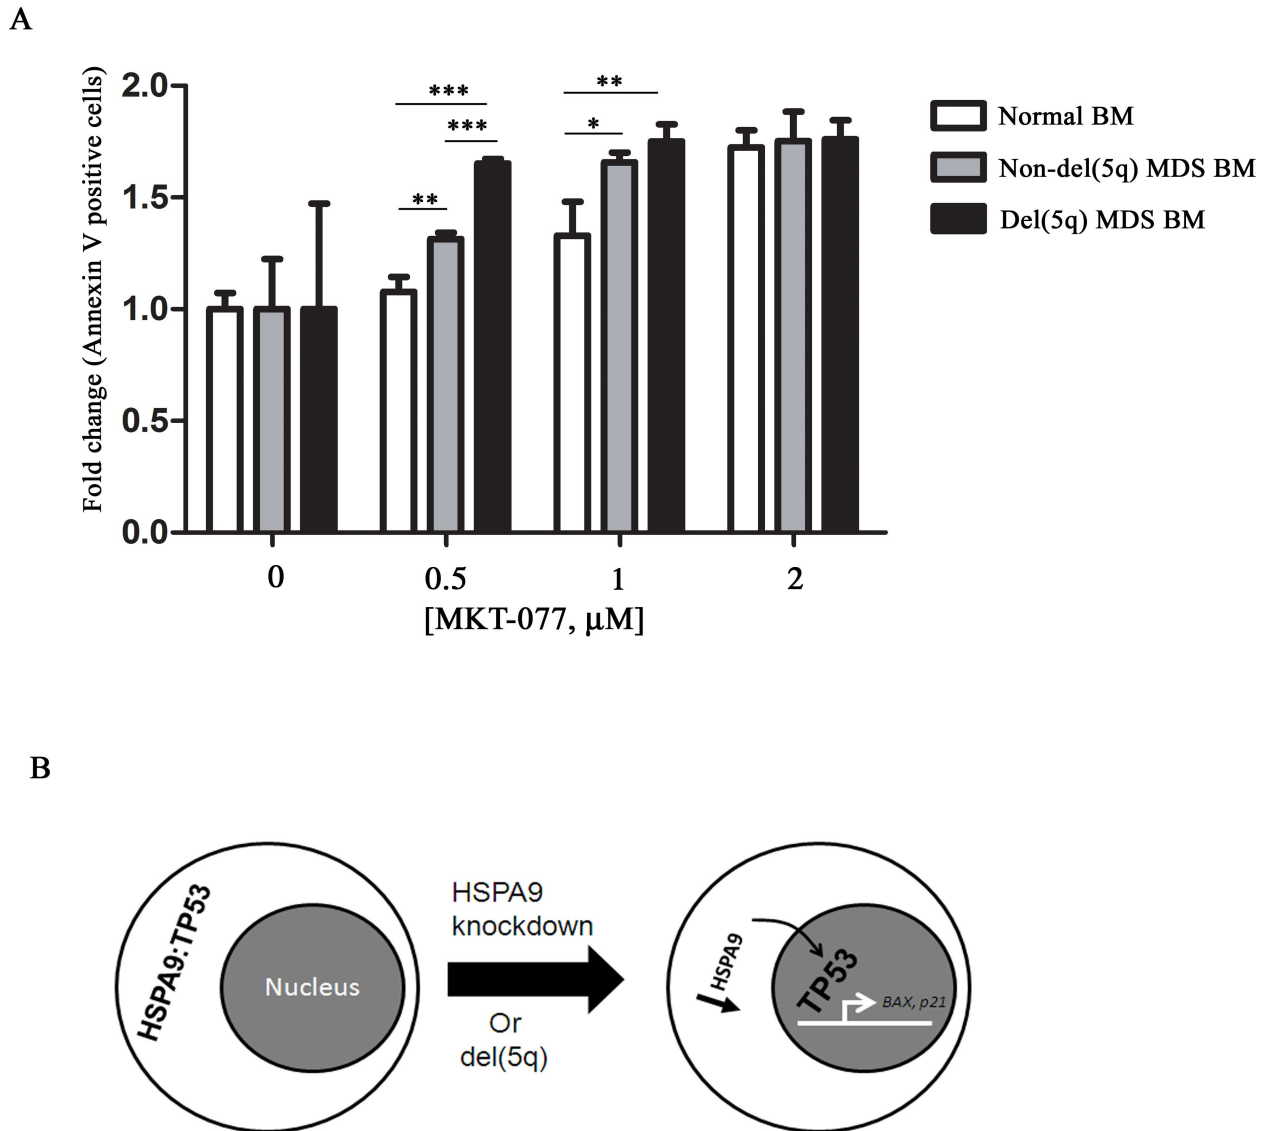 A
Fold change (Annexin V positive cells)
2.0
1.5
1.0
0.5
0.0
***
***
**
**
*
0
0.5
1
2
[MKT-077, μM]
Normal BM
Non-del(5q) MDS BM
Del(5q) MDS BM
B
HSPA9:TP53
Nucleus
HSPA9
knockdown
Or
del(5q)
HSPA9
TP53
BAX, p21